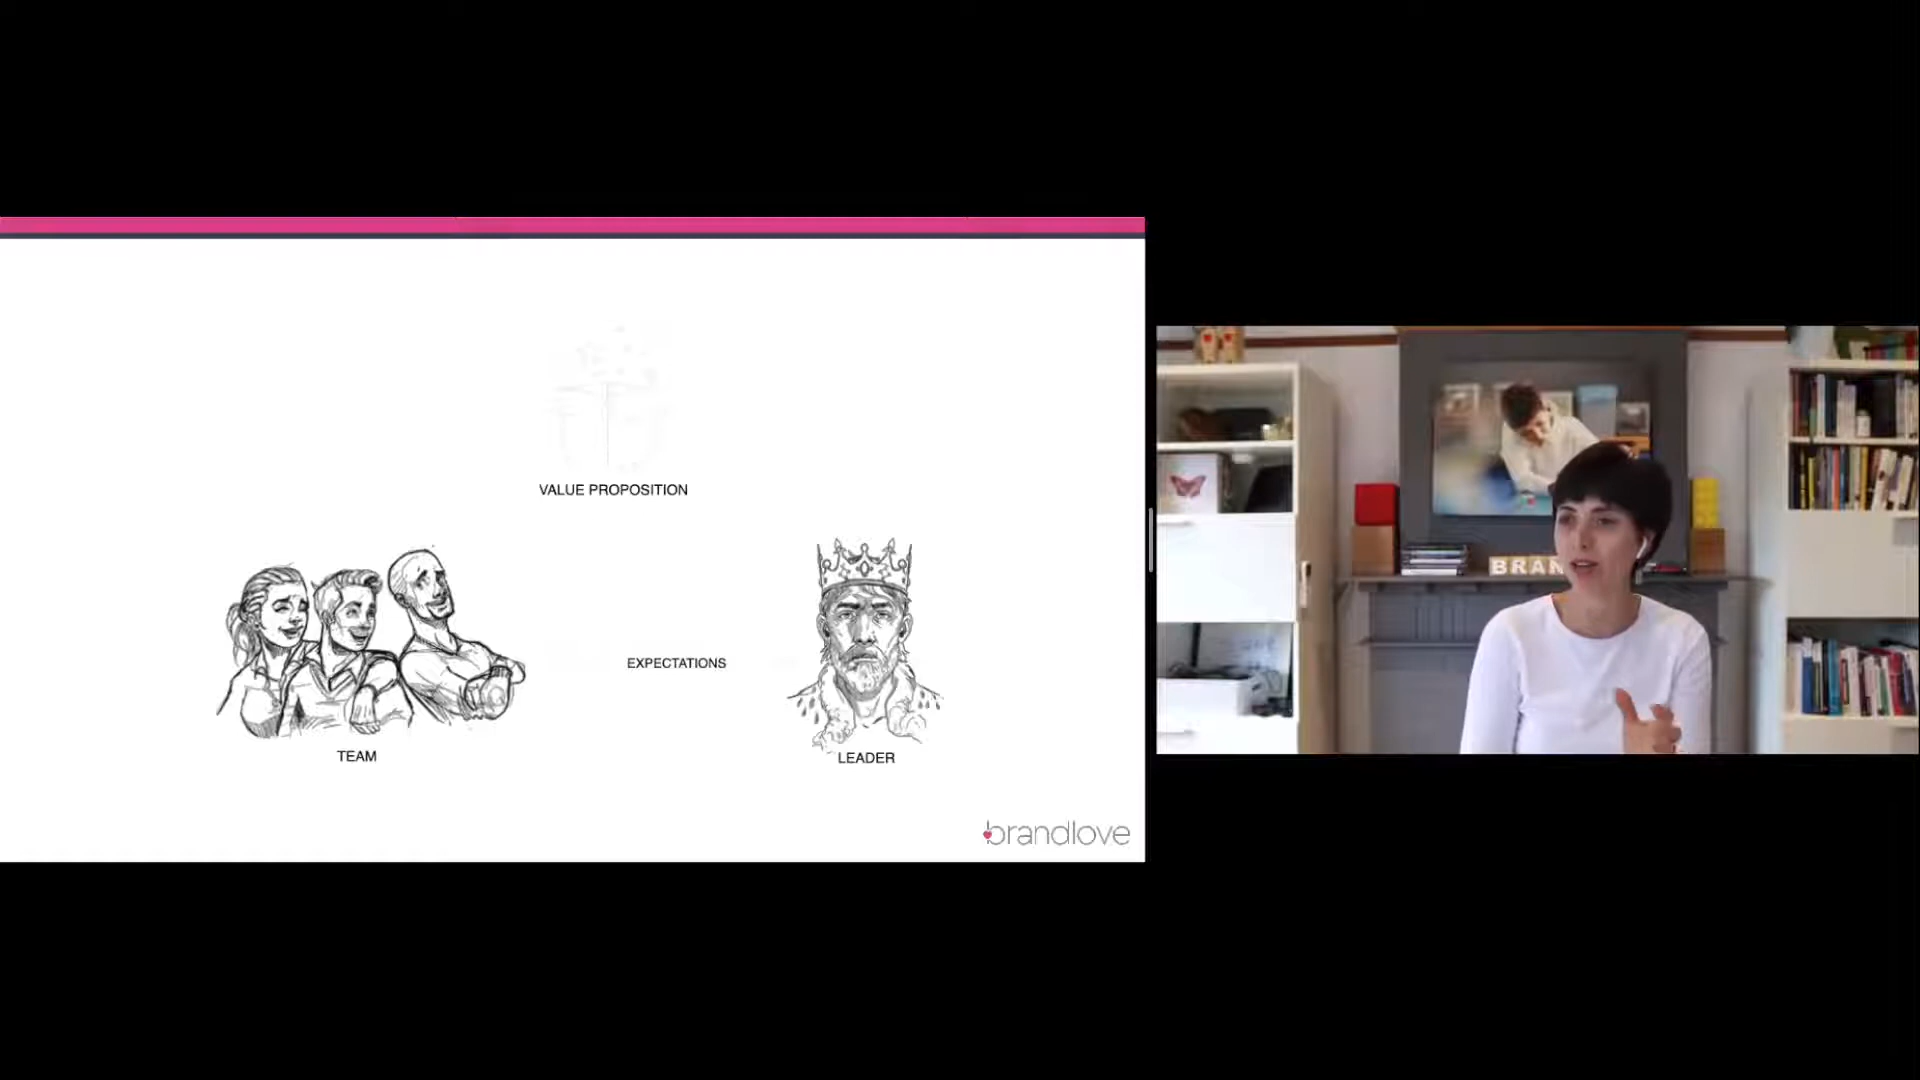 VALUE PROPOSITION
EXPECTATIONS
TEAM
LEADER
brandlove
BRAN